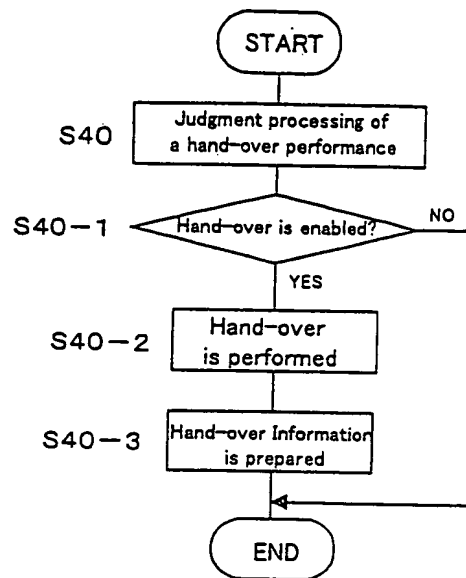 START
S40
Judgment processing of
a hand-over performance
S40-1
Hand-over is enabled?
NO
YES
S40-2
Hand-over
is performed
S40-3
Hand-over Information
is prepared
END